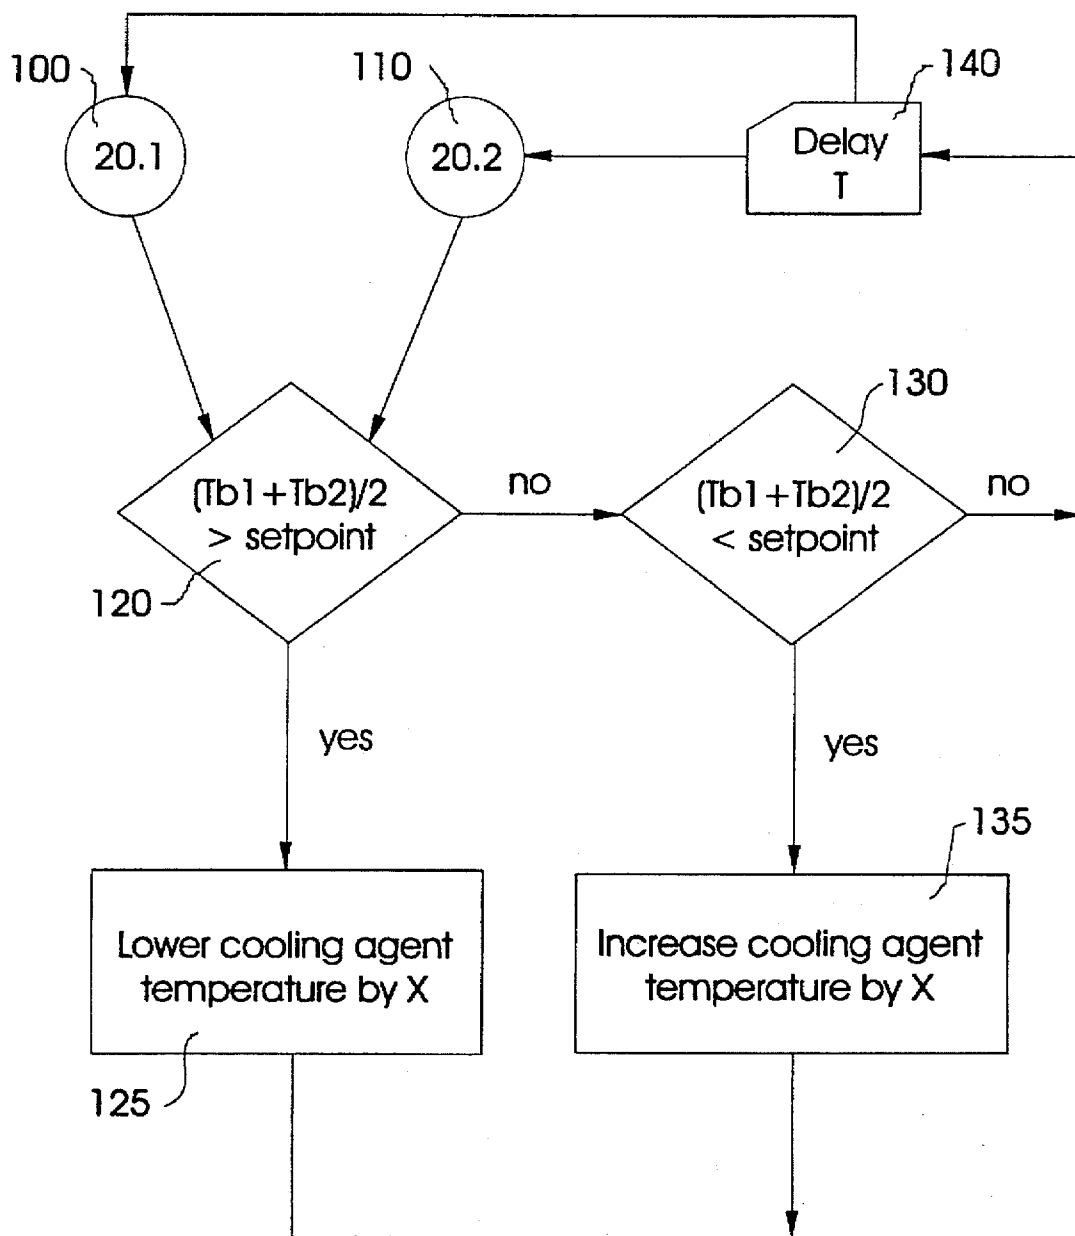 100
110
140
20.1
20.2
Delay
T
130
(Tb1+Tb2)/2
> setpoint
no
(Tb1+Tb2)/2
< setpoint
no
120
yes
yes
135
Lower cooling agent
temperature by X
Increase cooling agent
temperature by X
125